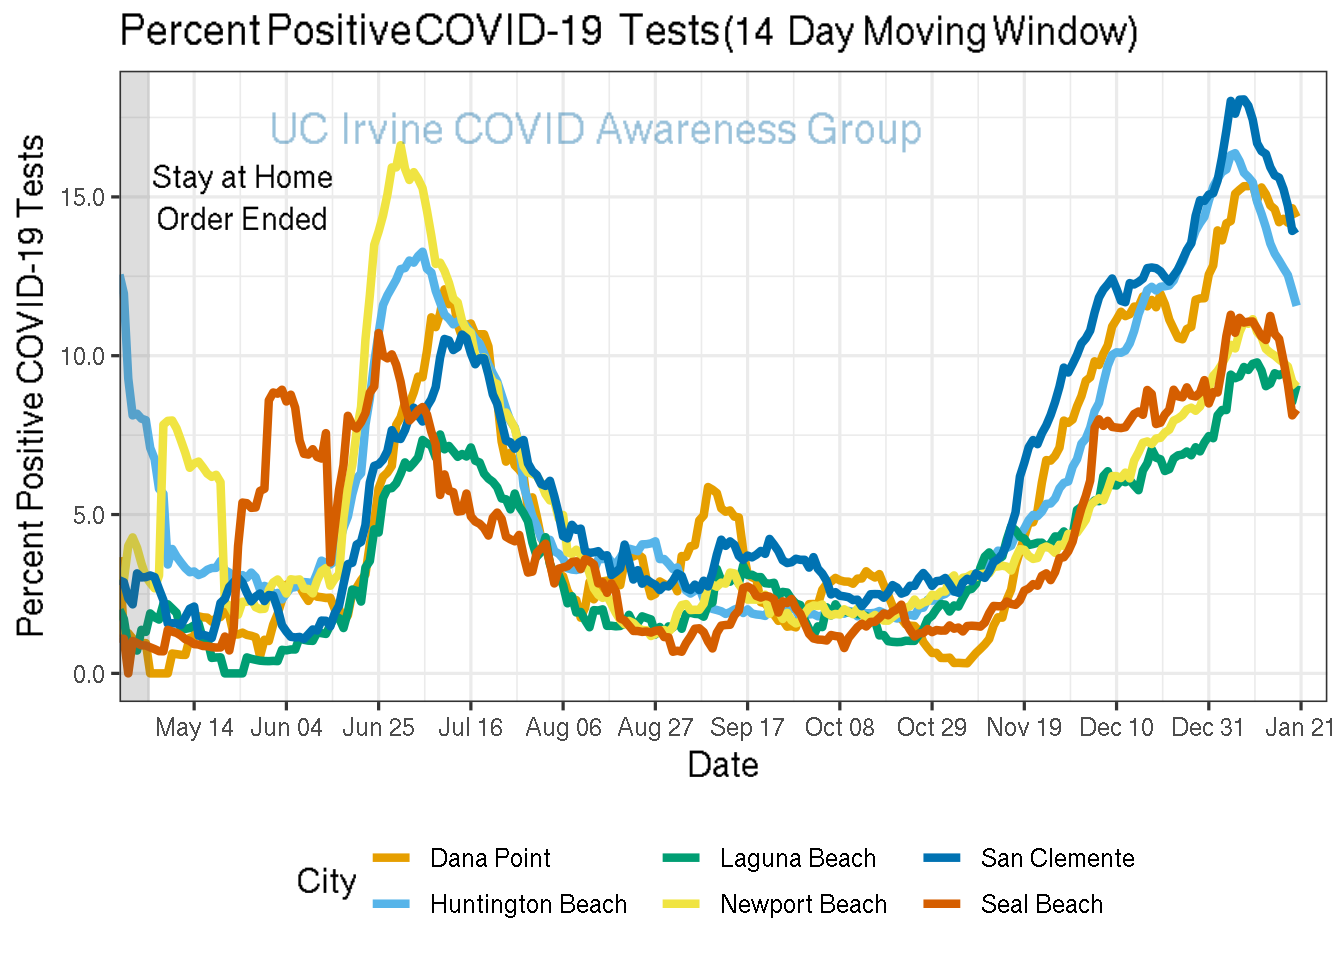 Percent Positive COVID-19 Tests(14 Day Moving Window)
UC Irvine COVID Awareness Group
Stay at Home
Order Ended
Percent Positive COVID-19 Tests
15.0
10.0
5.0
0.0
May 14 Jun 04 Jun 25 Jul 16 Aug 06 Aug 27 Sep 17 Oct 08 Oct 29 Nov 19 Dec 10 Dec 31 Jan 21
Date
City
Dana Point Laguna Beach San Clemente
Huntington Beach Newport Beach Seal Beach